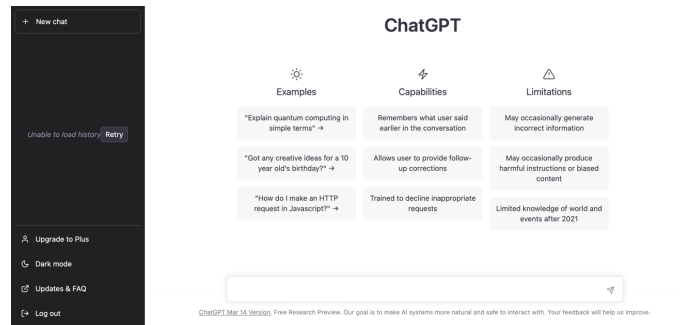 + New chat
Unable to load history Retry
Upgrade to Plus
Dark mode
Updates & FAQ
Log out
ChatGPT
Examples
"Explain quantum computing in
simple terms" →
"Got any creative ideas for a 10
year old's birthday?" →
"How do I make an HTTP
request in Javascript?" →
Capabilities
Remembers what user said
earlier in the conversation
Allows user to provide follow-
up corrections
Trained to decline inappropriate
requests
Limitations
May occasionally generate
incorrect information
May occasionally produce
harmful instructions or biased
content
Limited knowledge of world and
events after 2021
ChatGPT Mar 14 Version. Free Research Preview. Our goal is to make AI systems more natural and safe to interact with. Your feedback will help us improve.